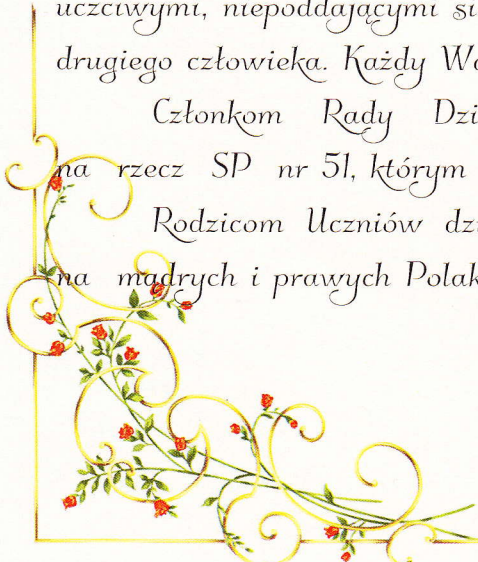 uczciwymi, niepoddającymi
drugiego człowieka. Każdy
Członkom Rady
na rzecz SP nr 51, którym
Rodzicom Uczniów
na mądrych i prawych